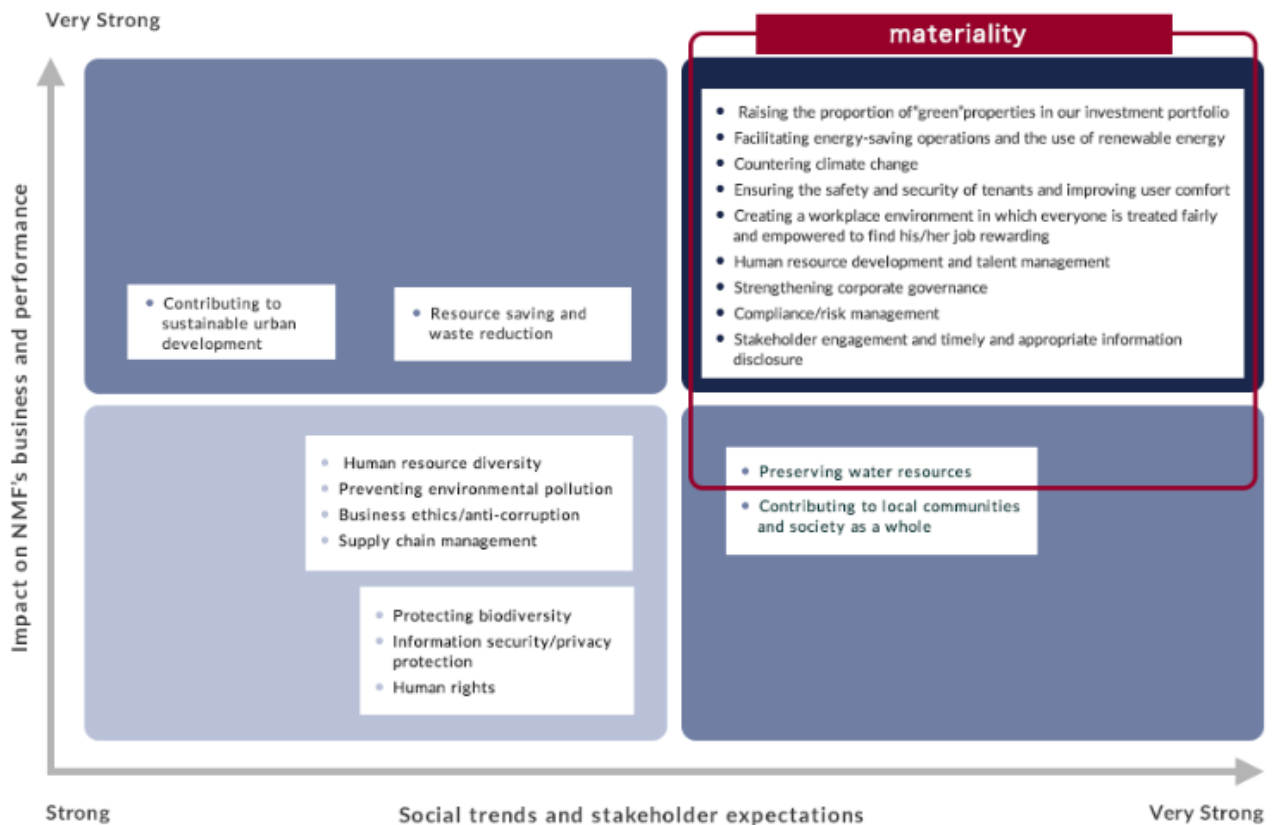 Very Strong
materiality
• Raising the proportion of"green"properties in our investment portfolio
• Facilitating energy-saving operations and the use of renewable energy
• Countering climate change
• Ensuring the safety and security of tenants and improving user comfort
• Creating a workplace environment in which everyone is treated fairly
and empowered to find his/her job rewarding
• Human resource development and talent management
• Strengthening corporate governance
• Compliance/risk management
• Stakeholder engagement and timely and appropriate information
disclosure
• Contributing to
sustainable urban
development
• Resource saving and
waste reduction
• Human resource diversity
• Preventing environmental pollution
• Business ethics/anti-corruption
• Supply chain management
• Preserving water resources
• Contributing to local communities
and society as a whole
• Protecting biodiversity
• Information security/privacy
protection
• Human rights
Impact on NMF's business and performance
Strong
Social trends and stakeholder expectations
Very Strong